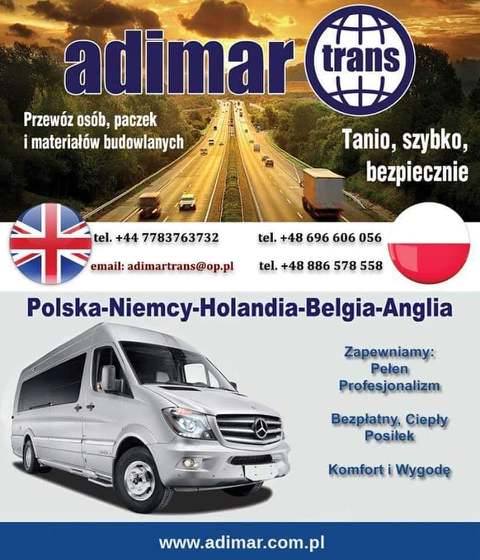 adimar trans
Przewóz osób, paczek
i materiałów budowlanych
Tanio, szybko,
bezpiecznie
tel. +44 7783763732
tel. +48 696 606 056
email: adimartrans@op.pl
tel. +48 886 578 558
Polska-Niemcy-Holandia-Belgia-Anglia
Zapewniamy:
Pełen
Profesjonalizm
Bezpłatny, Ciepły
Posiłek
Komfort i Wygodę
www.adimar.com.pl